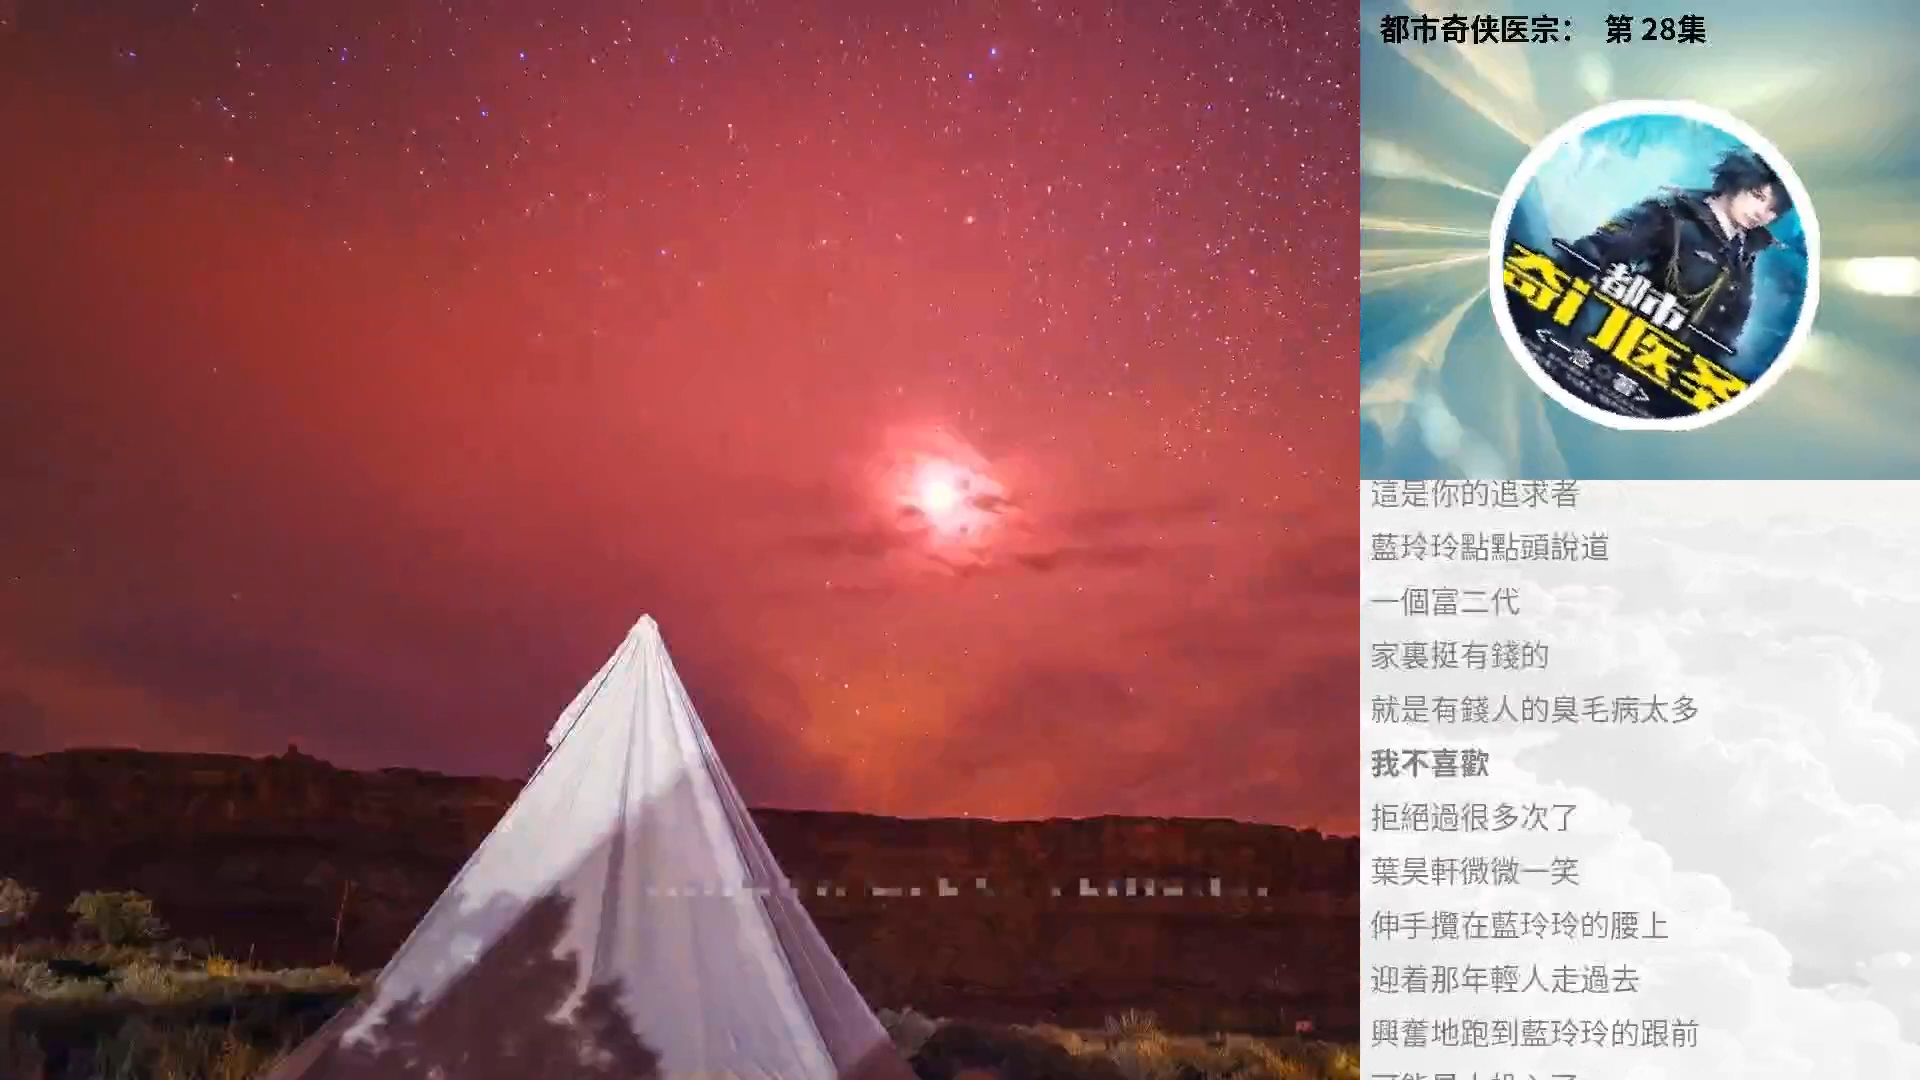 都市奇侠医宗： 第 28集
都市
奇门医圣
這是你的追求者
藍玲玲點點頭說道
一個富二代
家裏挺有錢的
就是有錢人的臭毛病太多
我不喜歡
拒絕過很多次了
葉昊軒微微一笑
伸手攬在藍玲玲的腰上
迎着那年輕人走過去
興奮地跑到藍玲玲的跟前